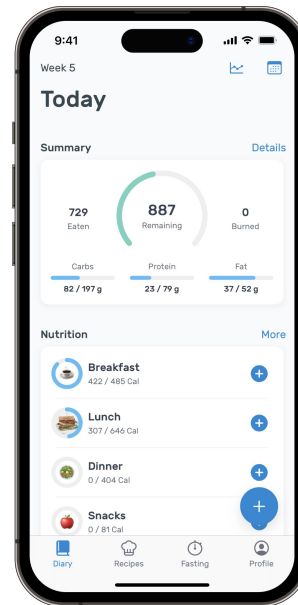 9:41
Week 5
Today
Summary Details
729 887 0
Eaten Remaining Burned
Carbs Protein Fat
82 / 197 g 23 / 79 g 37 / 52 g
Nutrition More
Breakfast
422 / 485 Cal
Lunch
307 / 646 Cal
Dinner
0 / 404 Cal
Snacks
0 / 81 Cal
Diary Recipes Fasting Profile